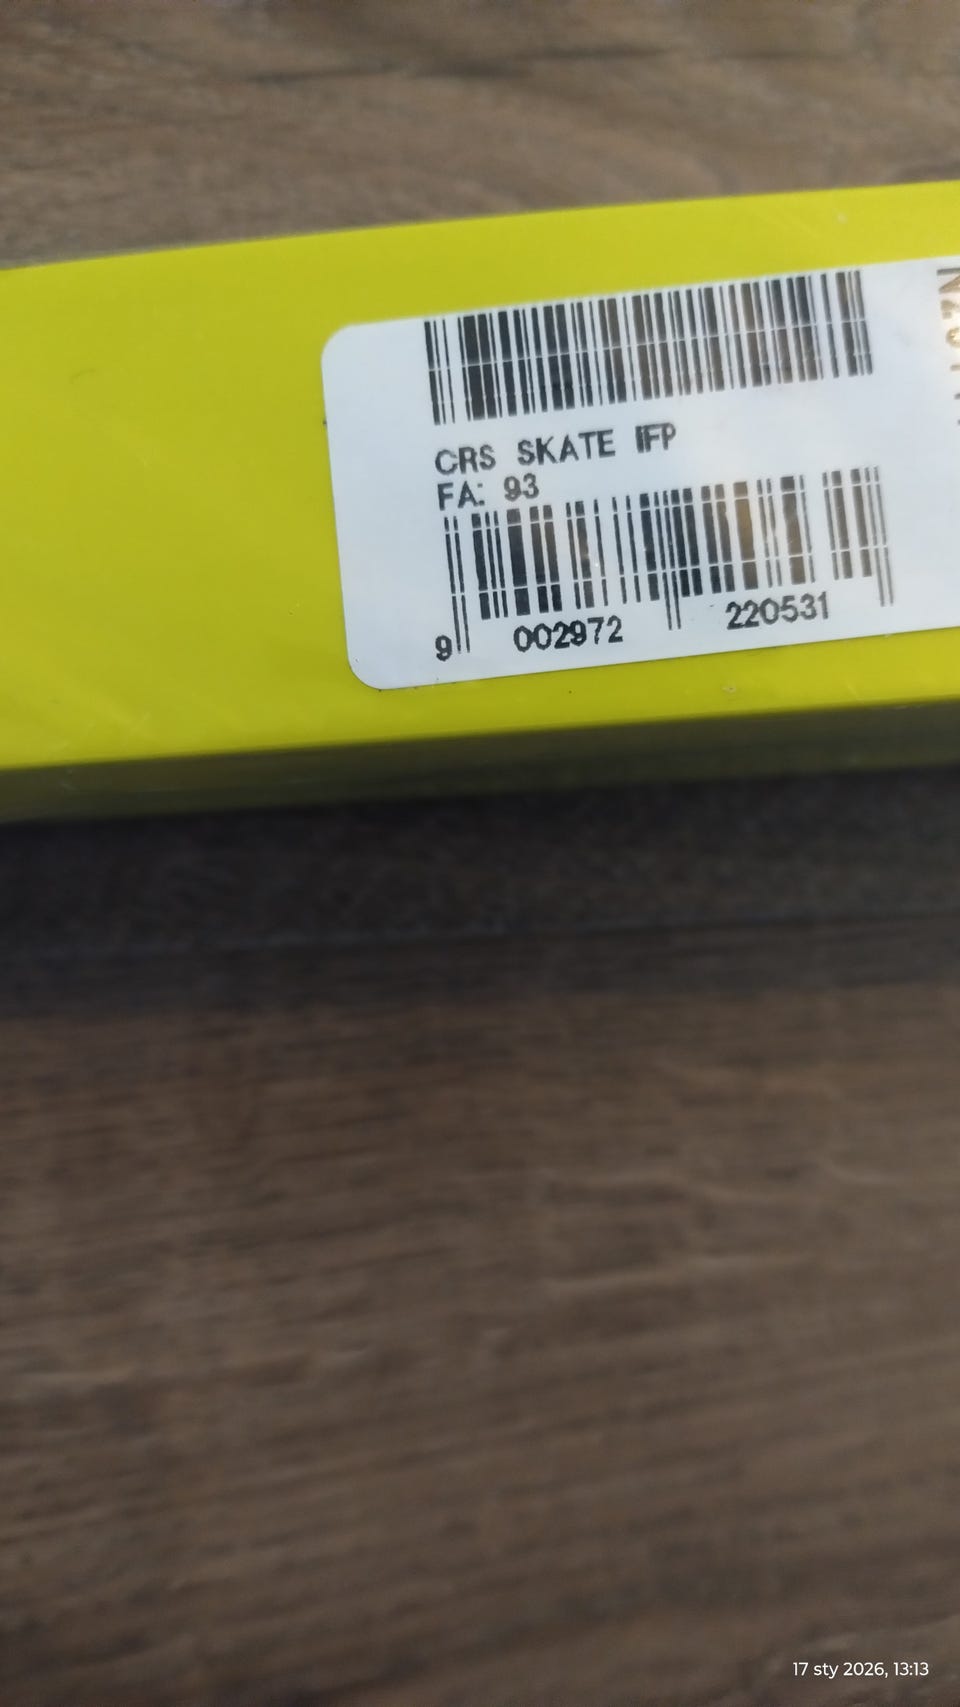 CRS SKATE IFP
FA: 93
9 002972 220531
17 sty 2026, 13:13